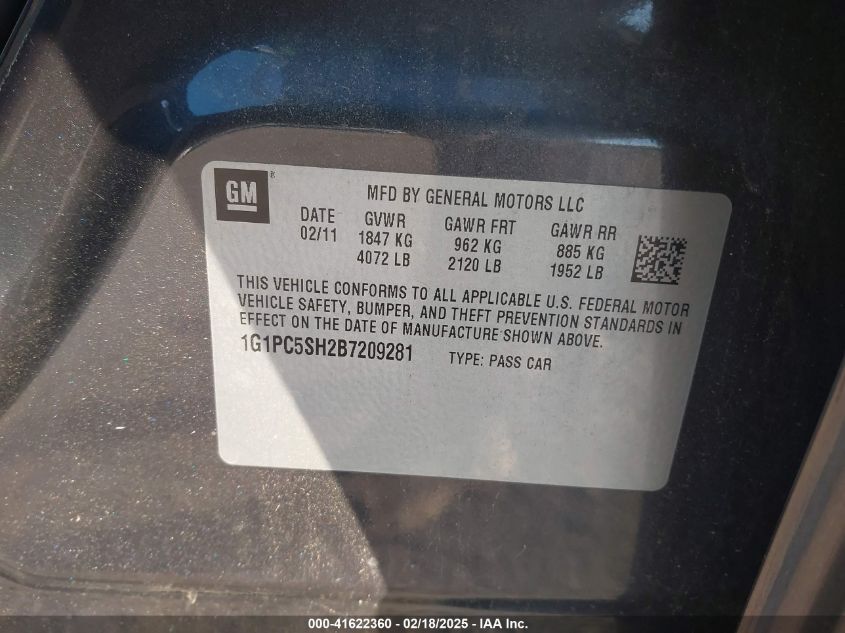 GM ®
MFD BY GENERAL MOTORS LLC
DATE GVWR GAWR FRT GAWR RR
02/11 1847 KG 962 KG 885 KG
4072 LB 2120 LB 1952 LB
THIS VEHICLE CONFORMS TO ALL APPLICABLE U.S. FEDERAL MOTOR
VEHICLE SAFETY, BUMPER, AND THEFT PREVENTION STANDARDS IN
EFFECT ON THE DATE OF MANUFACTURE SHOWN ABOVE.
1G1PC5SH2B7209281 TYPE: PASS CAR
000-41622360 - 02/18/2025 - IAA Inc.